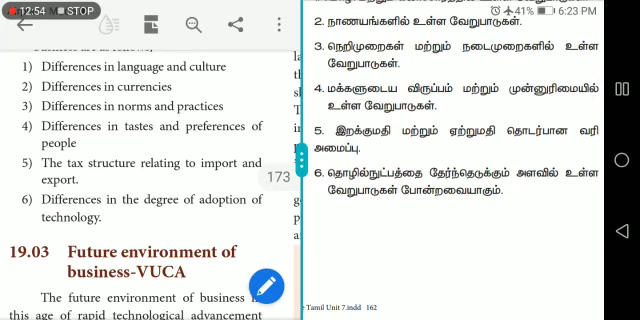 12:54 STOP
41% 6:23 PM
1) Differences in language and culture
2) Differences in currencies
3) Differences in norms and practices
4) Differences in tastes and preferences of
people
5) The tax structure relating to import and
export.
6) Differences in the degree of adoption of
technology.
173
19.03 Future environment of
business-VUCA
The future environment of business
this age of rapid technological advancement
2. நாணயங்களில் உள்ள வேறுபாடுகள்.
3. நெறிமுறைகள் மற்றும் நடைமுறைகளில் உள்ள
வேறுபாடுகள்.
4. மக்களுடைய விருப்பம் மற்றும் முன்னுரிமையில்
உள்ள வேறுபாடுகள்.
5. இறக்குமதி மற்றும் ஏற்றுமதி தொடர்பான வரி
அமைப்பு.
6. தொழில்நுட்பத்தை தேர்ந்தெடுக்கும் அளவில் உள்ள
வேறுபாடுகள் போன்றவையாகும்.
Tamil Unit 7.indd 162